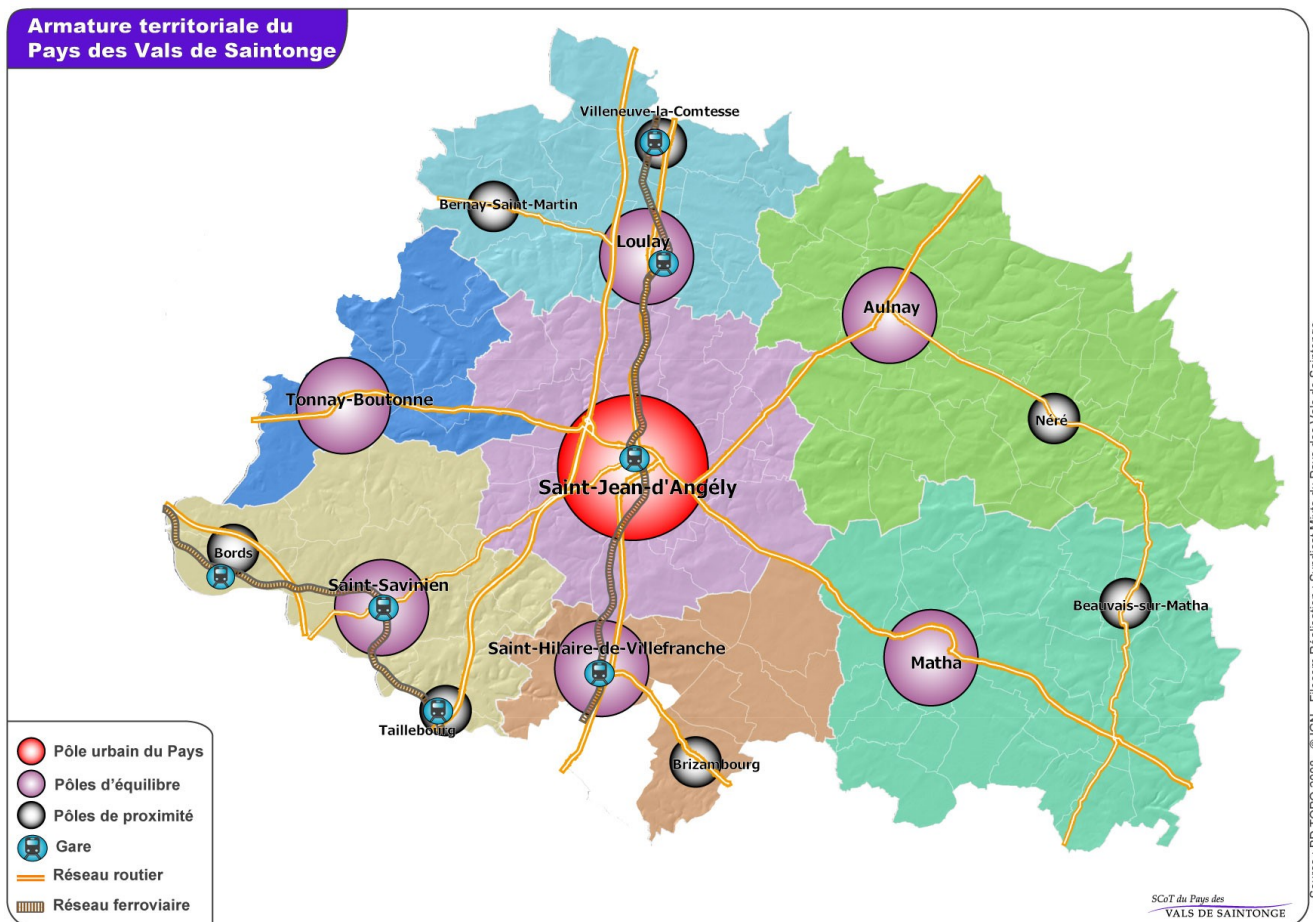 Armature territoriale du
Pays des Vals de Saintonge
Villeneuve-la-Comtesse
Bernay-Saint-Martin
Loulay
Aulnay
Tonnay-Boutonne
Néré
Saint-Jean-d'Angély
Bords
Saint-Savinien
Beauvais-sur-Matha
Saint-Hilaire-de-Villefranche
Matha
Taillebourg
Brizambourg
Pôle urbain du Pays
Pôles d'équilibre
Pôles de proximité
Gare
Réseau routier
Réseau ferroviaire
SCoT du Pays des
VALS DE SAINTONGE